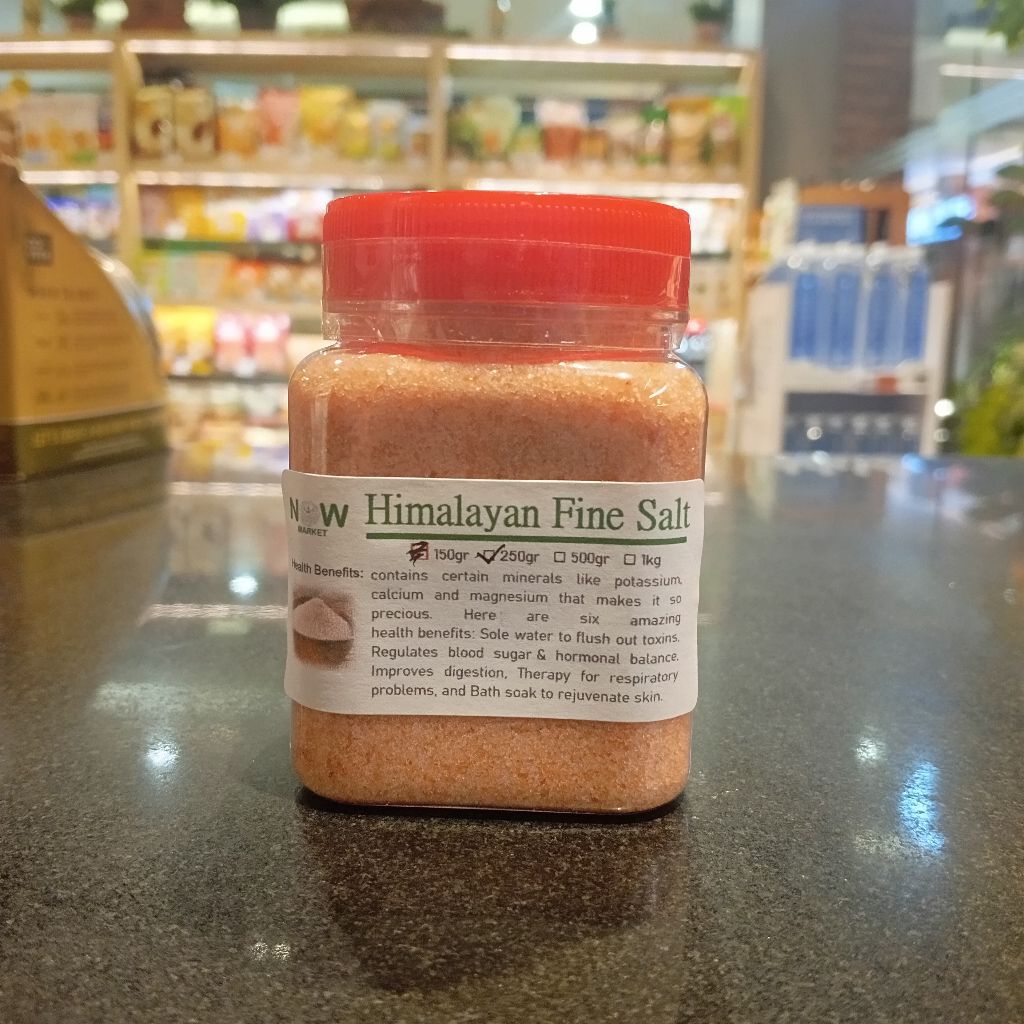 NOW
MARKET
Himalayan Fine Salt
150gr 250gr 500gr 1kg
Health Benefits:
contains certain minerals like potassium,
calcium and magnesium that makes it so
precious. Here are six amazing
health benefits: Sole water to flush out toxins.
Regulates blood sugar & hormonal balance.
Improves digestion, Therapy for respiratory
problems, and Bath soak to rejuvenate skin.